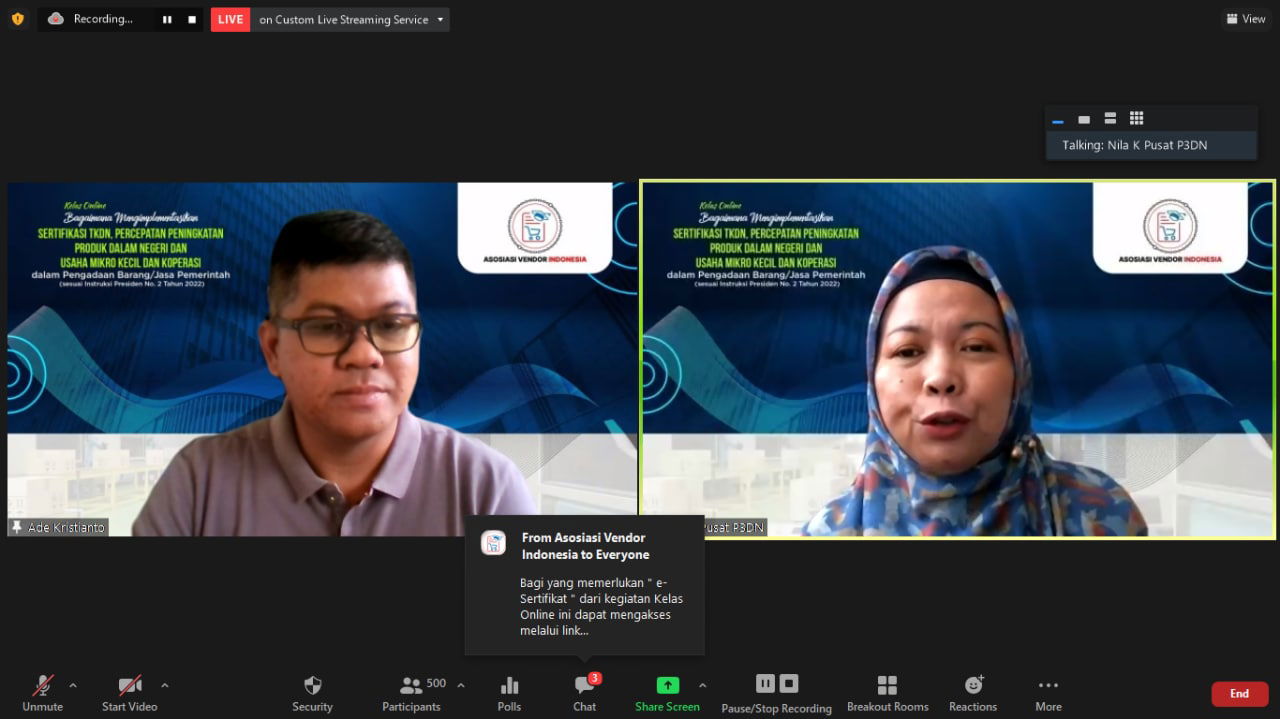 Recording...
LIVE
on Custom Live Streaming Service
View
Talking: Nila K Pusat P3DN
Kelas Online
Bagaimana Mengimplementasikan
SERTIFIKASI TKDN, PERCEPATAN PENINGKATAN
PRODUK DALAM NEGERI DAN
USAHA MIKRO KECIL DAN KOPERASI
dalam Pengadaan Barang/Jasa Pemerintah
(sesuai Instruksi Presiden No. 2 Tahun 2022)
ASOSIASI VENDOR INDONESIA
Ade Kristianto
Kelas Online
Bagaimana Mengimplementasikan
SERTIFIKASI TKDN, PERCEPATAN PENINGKATAN
PRODUK DALAM NEGERI DAN
USAHA MIKRO KECIL DAN KOPERASI
dalam Pengadaan Barang/Jasa Pemerintah
(sesuai Instruksi Presiden No. 2 Tahun 2022)
ASOSIASI VENDOR INDONESIA
usat P3DN
From Asosiasi Vendor
Indonesia to Everyone
Bagi yang memerlukan " e-
Sertifikat " dari kegiatan Kelas
Online ini dapat mengakses
melalui link...
Unmute
Start Video
Security
500
Participants
Polls
3
Chat
Share Screen
Pause/Stop Recording
Breakout Rooms
Reactions
More
End